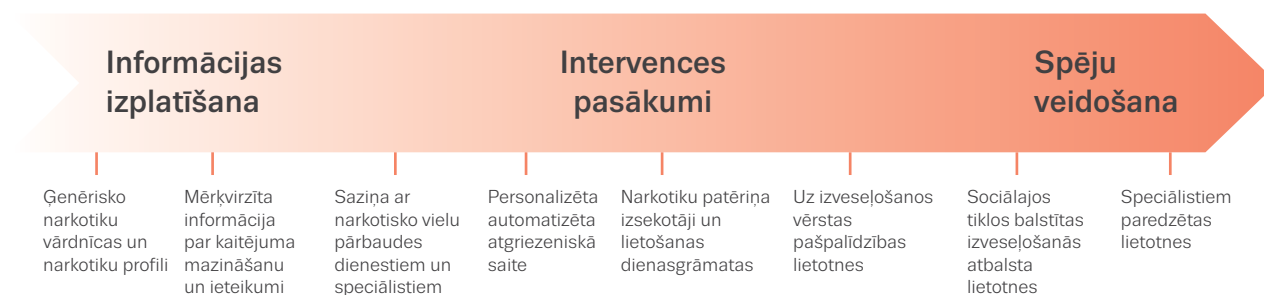 Informācijas
izplatīšana
Intervences
pasākumi
Spēju
veidošana
Ģenērisko
narkotiku
vārdnīcas un
narkotiku profili
Mērķvirzīta
informācija
par kaitējuma
mazināšanu
un ieteikumi
Saziņa ar
narkotisko vielu
pārbaudes
dienestiem un
speciālistiem
Personalizēta
automatizēta
atgriezeniskā
saite
Narkotiku patēriņa
izsekotāji un
lietošanas
dienasgrāmatas
Uz izveseļošanos
vērstas
pašpalīdzības
lietotnes
Sociālajos
tiklos balstītas
izveseļošanās
atbalsta
lietotnes
Speciālistiem
paredzētas
lietotnes